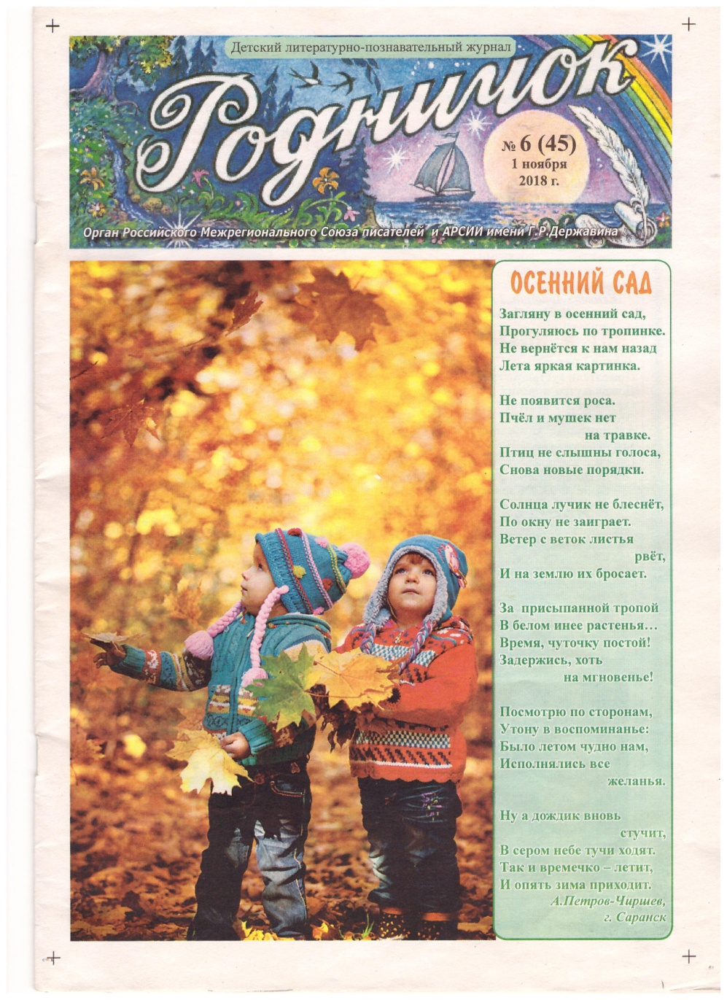 Детский литературно-познавательный журнал
Родничок
№ 6 (45)
1 ноября
2018 г.
Орган Российского Межрегионального Союза писателей и АРСИИ имени Г.Р.Державина
ОСЕННИЙ САД
Загляну в осенний сад,
Прогуляюсь по тропинке.
Не вернётся к нам назад
Лета яркая картинка.
Не появится роса.
Пчёл и мушек нет
на травке.
Птиц не слышны голоса,
Снова новые порядки.
Солнца лучик не блеснёт,
По окну не заиграет.
Ветер с веток листья
рвёт,
И на землю их бросает.
За присыпанной тропой
В белом инее растенья...
Время, чуточку постой!
Задержись, хоть
на мгновенье!
Посмотрю по сторонам,
Утону в воспоминанье:
Было летом чудно нам,
Исполнялись все
желанья.
Ну а дождик вновь
стучит,
В сером небе тучи ходят.
Так и времечко – летит,
И опять зима приходит.
А.Петров-Чиршев,
г. Саранск